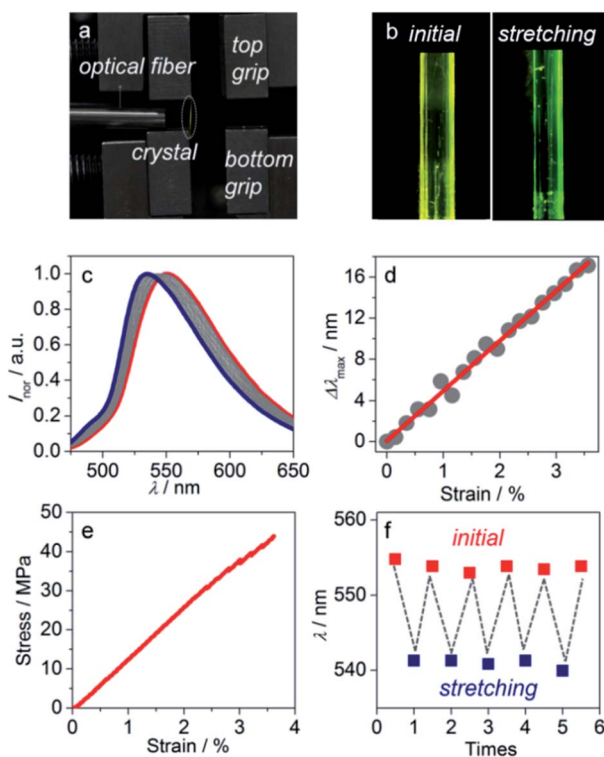 a
optical fiber
top
grip
crystal
bottom
grip
b
initial
stretching
c
1.0
0.8
0.6
0.4
0.2
0.0
I nor / a.u.
500
550
600
650
λ / nm
d
16
12
8
4
0
Δλmax / nm
0
1
2
3
Strain / %
e
50
40
30
20
10
0
Stress / MPa
0
1
2
3
4
Strain / %
f
560
550
540
λ / nm
initial
stretching
0
1
2
3
4
5
6
Times